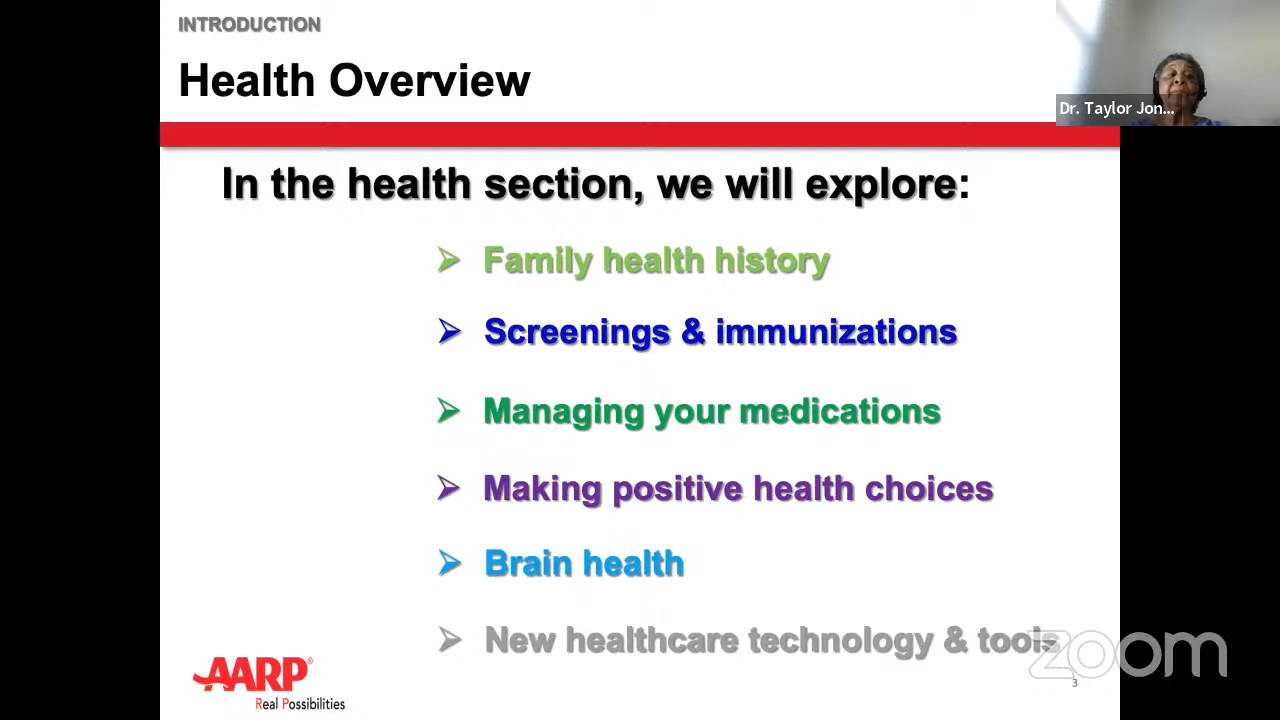 INTRODUCTION
Health Overview
Dr. Taylor Jon...
In the health section, we will explore:
➢ Family health history
➢ Screenings & immunizations
➢ Managing your medications
➢ Making positive health choices
➢ Brain health
➢ New healthcare technology & tools
zoom
AARP®
Real Possibilities
3